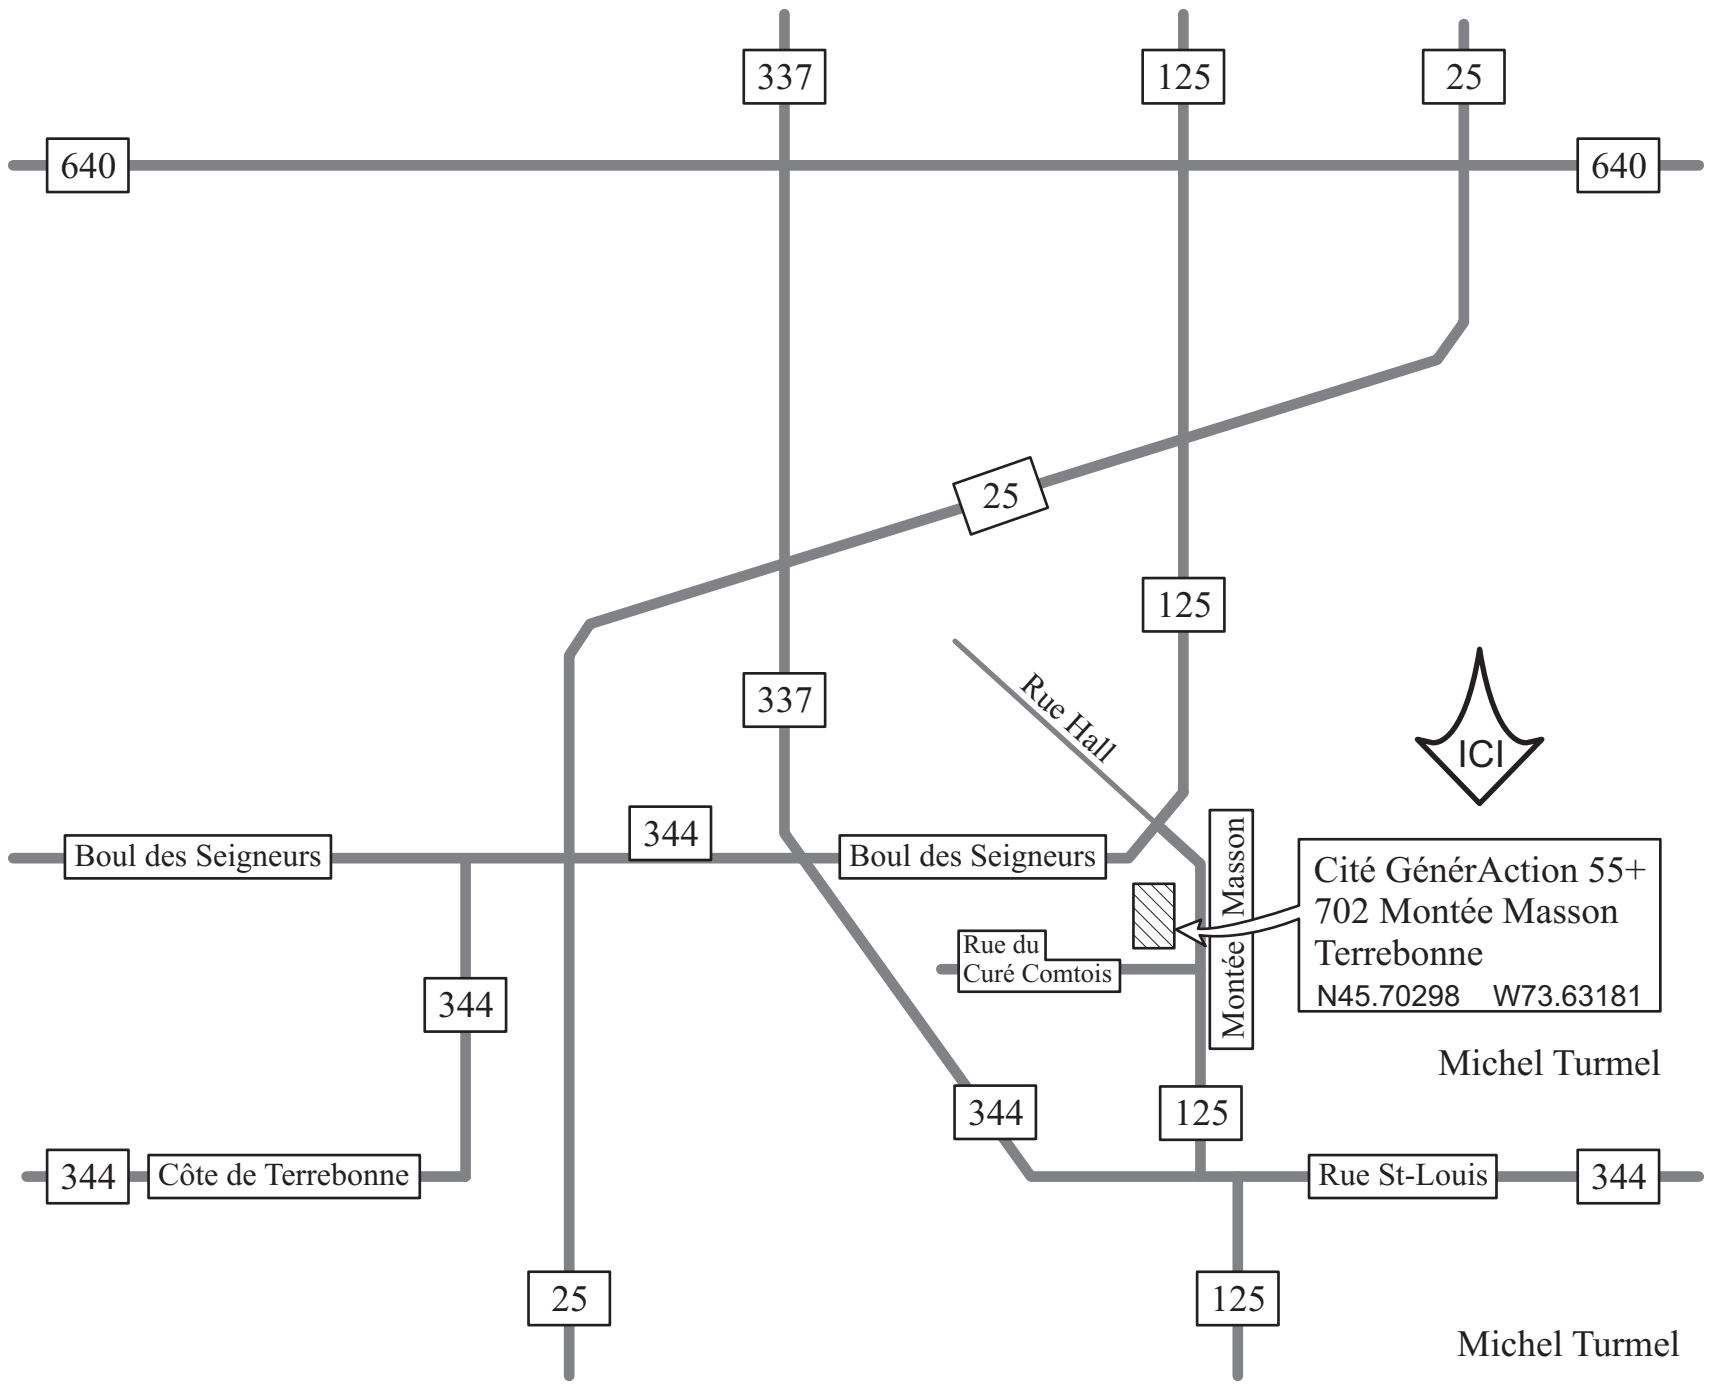 337
125
25
640
640
25
125
Rue Hall
337
ICI
344
Boul des Seigneurs
Boul des Seigneurs
Montée Masson
Cité GénérAction 55+
702 Montée Masson
Terrebonne
N45.70298 W73.63181
Rue du
Curé Comtois
344
Michel Turmel
344
125
344
Côte de Terrebonne
Rue St-Louis
344
25
125
Michel Turmel